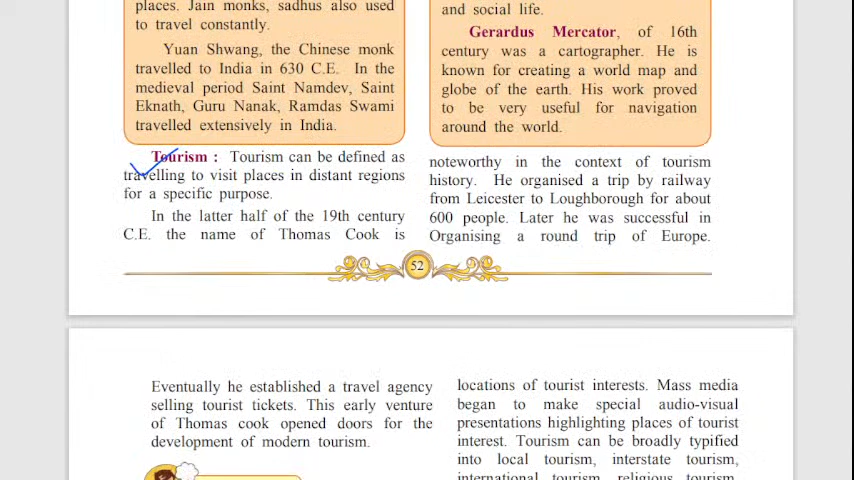 places. Jain monks, sadhus also used
to travel constantly.
Yuan Shwang, the Chinese monk
travelled to India in 630 C.E. In the
medieval period Saint Namdev, Saint
Eknath, Guru Nanak, Ramdas Swami
travelled extensively in India.
and social life.
Gerardus Mercator, of 16th
century was a cartographer. He is
known for creating a world map and
globe of the earth. His work proved
to be very useful for navigation
around the world.
Tourism : Tourism can be defined as
travelling to visit places in distant regions
for a specific purpose.
In the latter half of the 19th century
C.E. the name of Thomas Cook is
noteworthy in the context of tourism
history. He organised a trip by railway
from Leicester to Loughborough for about
600 people. Later he was successful in
Organising a round trip of Europe.
52
Eventually he established a travel agency
selling tourist tickets. This early venture
of Thomas cook opened doors for the
development of modern tourism.
locations of tourist interests. Mass media
began to make special audio-visual
presentations highlighting places of tourist
interest. Tourism can be broadly typified
into local tourism, interstate tourism,
international tourism, religious tourism,